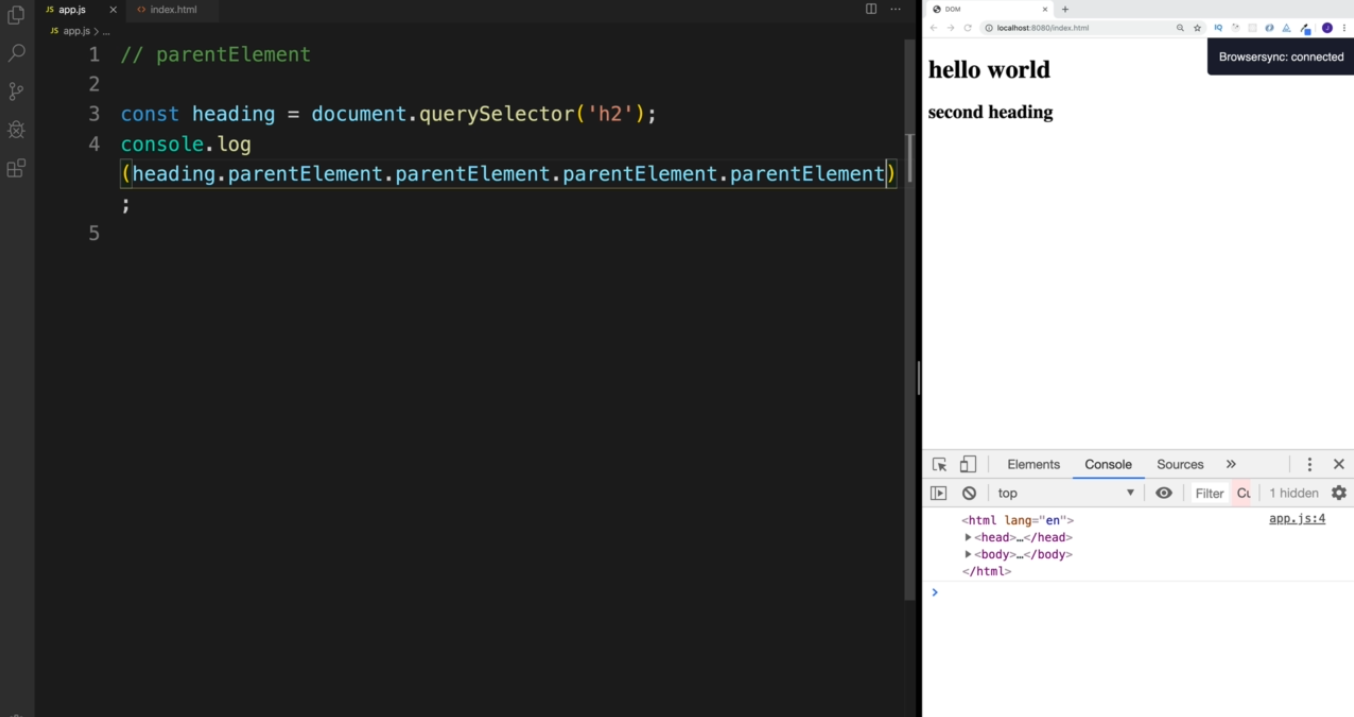 JS app.js × <> index.html ...
JS app.js > ...
1 // parentElement
2
3 const heading = document.querySelector('h2');
4 console.log
(heading.parentElement.parentElement.parentElement.parentElement)
;
5
DOM × +
localhost:8080/index.html
IQ
J
Browsersync: connected
hello world
second heading
Elements Console Sources »
top Filter Cu 1 hidden
<html lang="en"> app.js:4
▶<head>…</head>
▶<body>…</body>
</html>
>